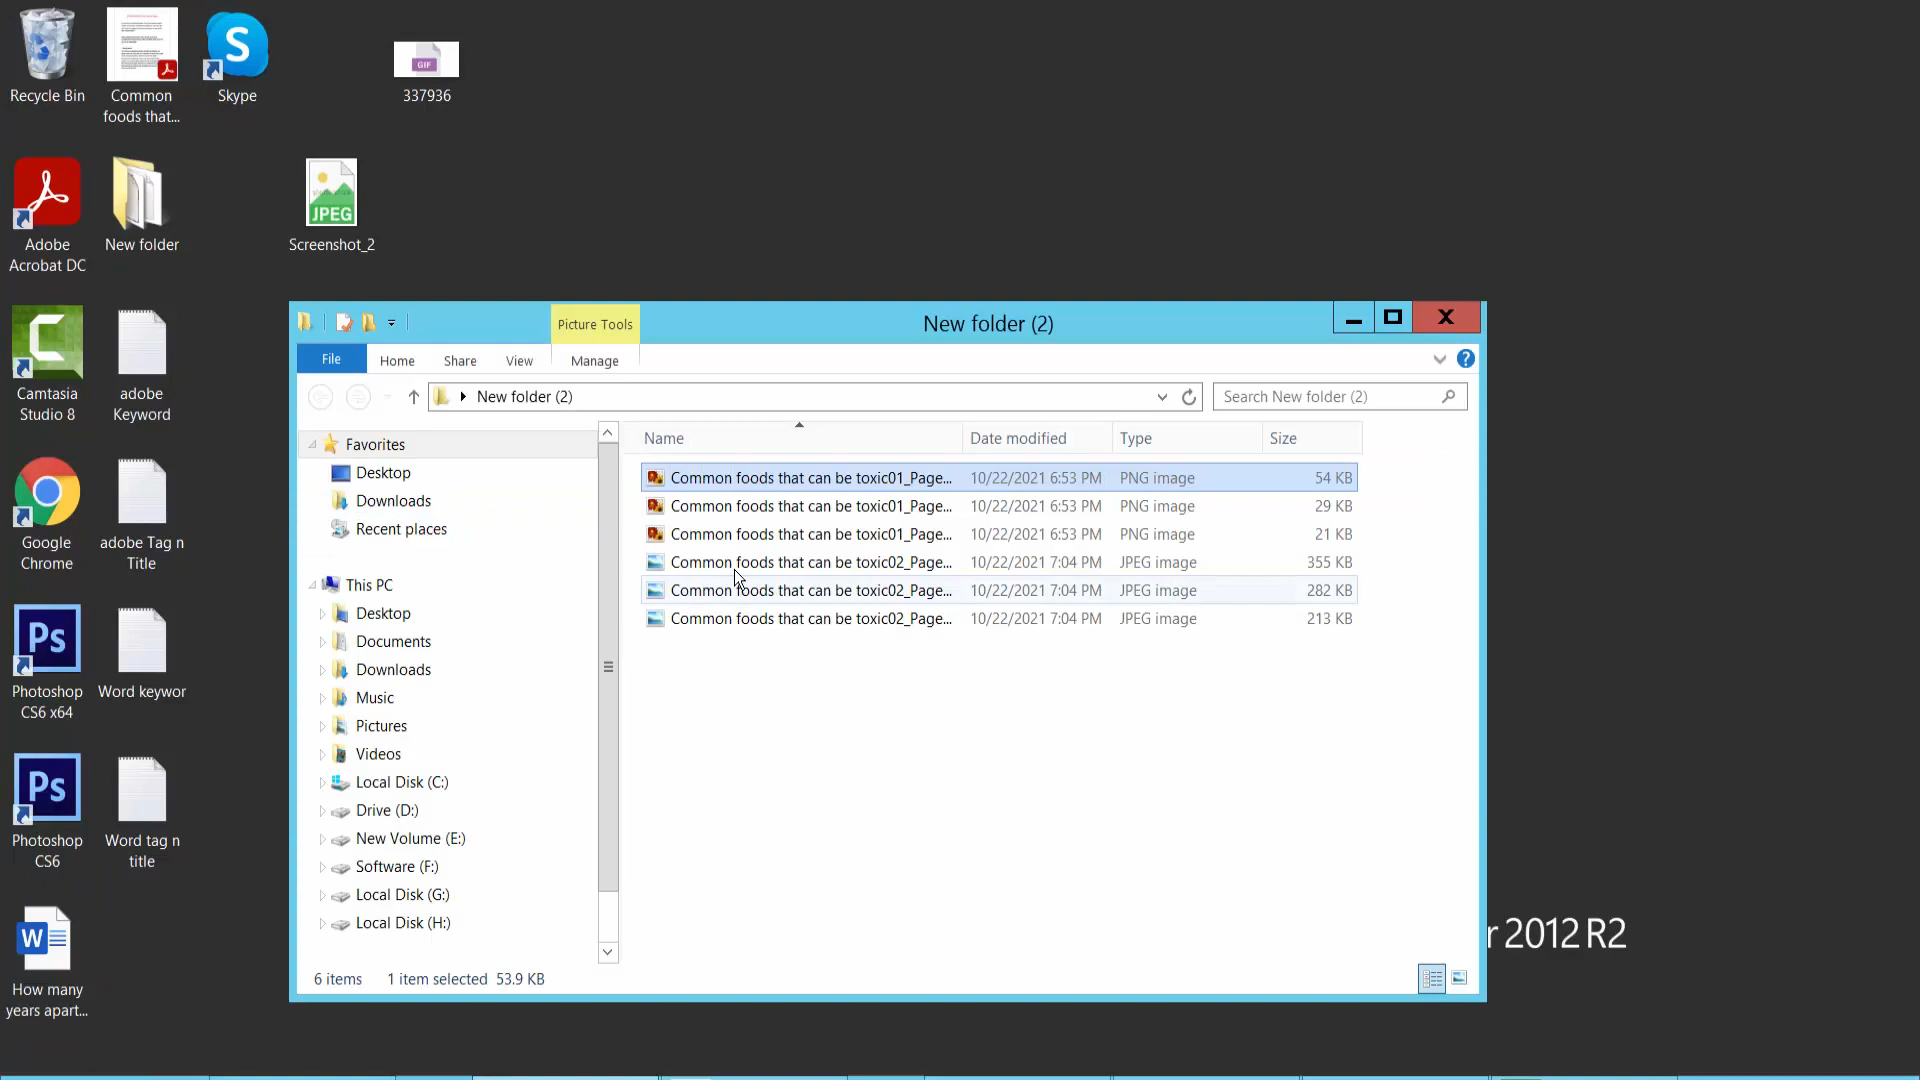 Recycle Bin
Common
foods that...
Skype
GIF
337936
Adobe
Acrobat DC
New folder
JPEG
Screenshot_2
Camtasia
Studio 8
adobe
Keyword
Google
Chrome
adobe Tag n
Title
Ps
Photoshop
CS6 x64
Word keywor
Ps
Photoshop
CS6
Word tag n
title
W
How many
years apart...
Picture Tools
New folder (2)
File
Home
Share
View
Manage
New folder (2)
Search New folder (2)
Favorites
Desktop
Downloads
Recent places
This PC
Desktop
Documents
Downloads
Music
Pictures
Videos
Local Disk (C:)
Drive (D:)
New Volume (E:)
Software (F:)
Local Disk (G:)
Local Disk (H:)
Name Date modified Type Size
Common foods that can be toxic01_Page... 10/22/2021 6:53 PM PNG image 54 KB
Common foods that can be toxic01_Page... 10/22/2021 6:53 PM PNG image 29 KB
Common foods that can be toxic01_Page... 10/22/2021 6:53 PM PNG image 21 KB
Common foods that can be toxic02_Page... 10/22/2021 7:04 PM JPEG image 355 KB
Common foods that can be toxic02_Page... 10/22/2021 7:04 PM JPEG image 282 KB
Common foods that can be toxic02_Page... 10/22/2021 7:04 PM JPEG image 213 KB
6 items 1 item selected 53.9 KB
r 2012 R2